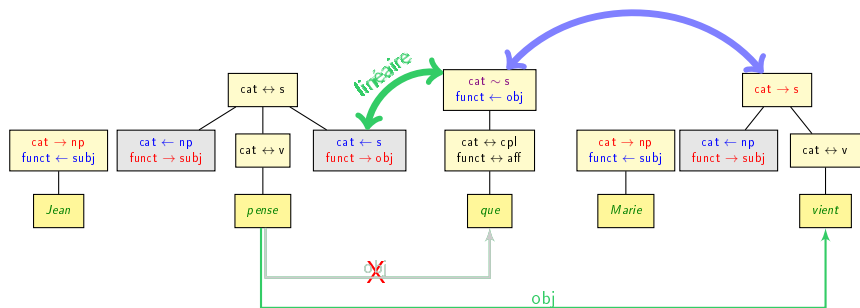 linéaire
cat ∼ s
funct ← obj
cat ↔ s
cat → s
cat → np
funct ← subj
cat ← np
funct → subj
cat ↔ v
cat ← s
funct → obj
cat ↔ cpl
funct ↔ aff
cat → np
funct ← subj
cat ← np
funct → subj
cat ↔ v
Jean
pense
que
Marie
vient
obj
obj